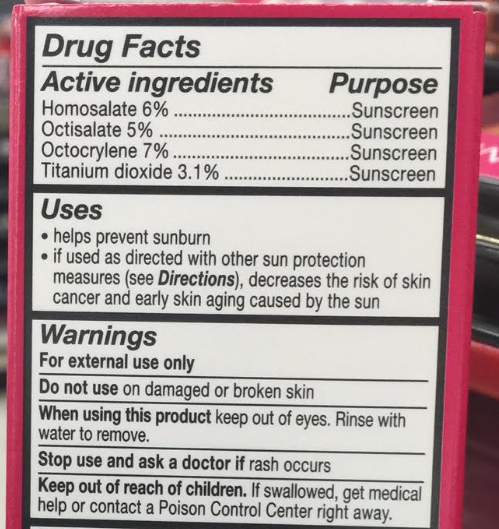 Drug Facts
Active ingredients Purpose
Homosalate 6% ........................................Sunscreen
Octisalate 5% ..........................................Sunscreen
Octocrylene 7% .......................................Sunscreen
Titanium dioxide 3.1% ............................Sunscreen
Uses
• helps prevent sunburn
• if used as directed with other sun protection
measures (see Directions), decreases the risk of skin
cancer and early skin aging caused by the sun
Warnings
For external use only
Do not use on damaged or broken skin
When using this product keep out of eyes. Rinse with
water to remove.
Stop use and ask a doctor if rash occurs
Keep out of reach of children. If swallowed, get medical
help or contact a Poison Control Center right away.